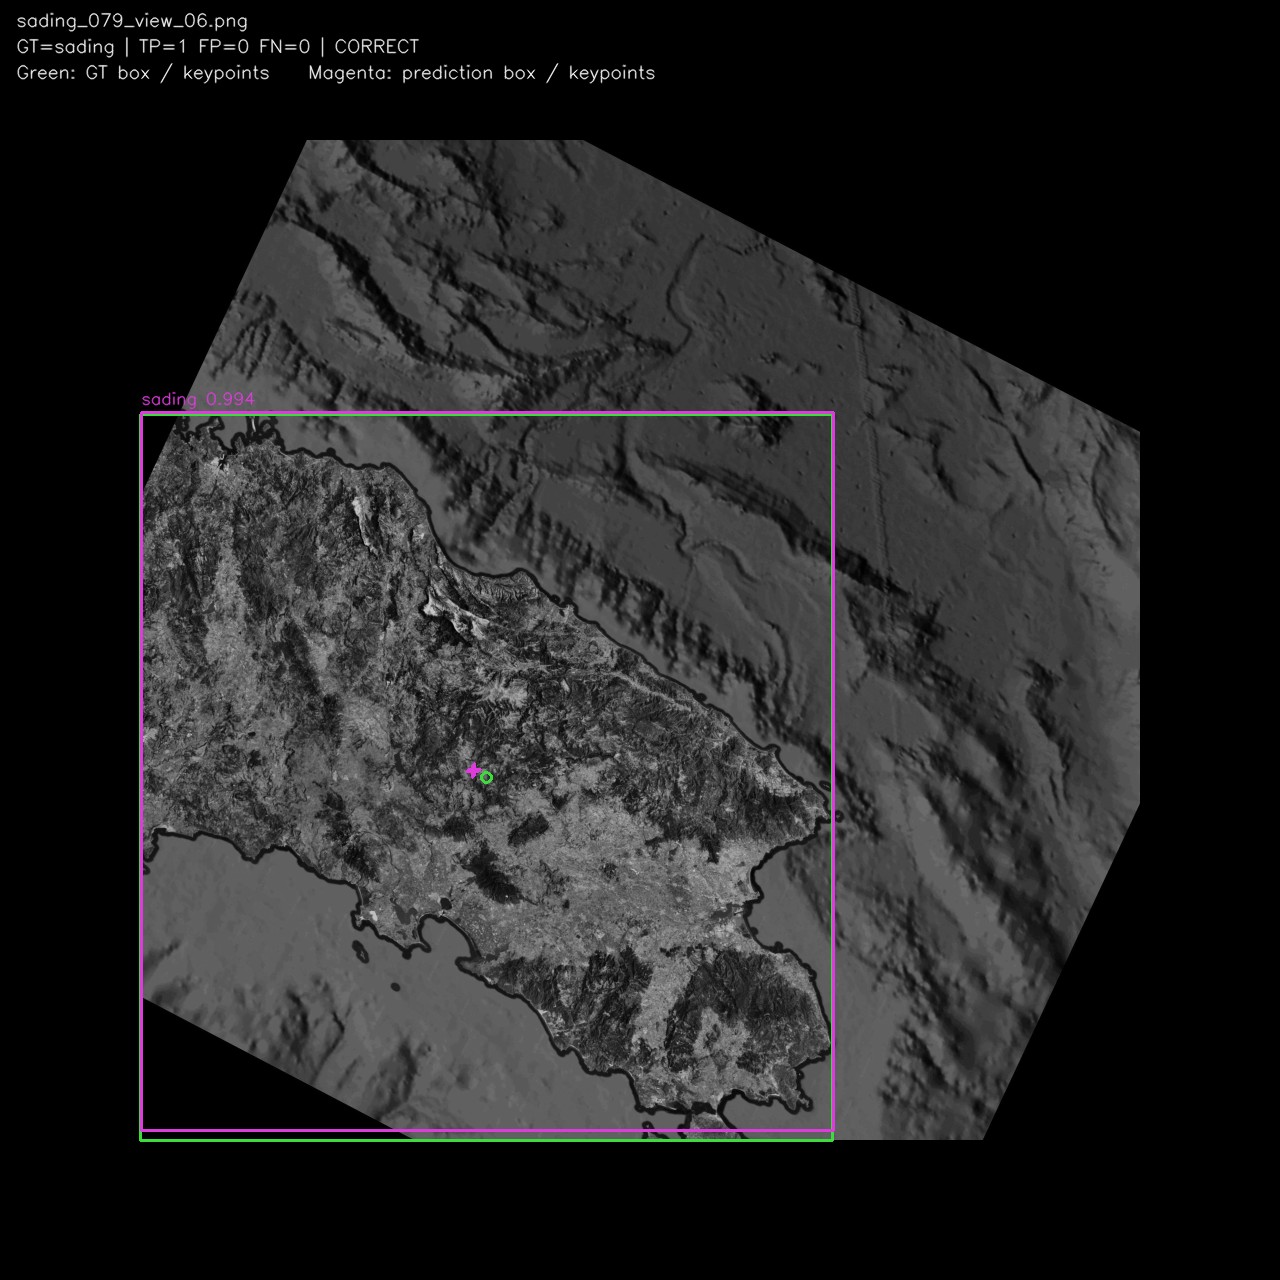 sading_079_view_06.png
GT=sading | TP=1 FP=0 FN=0 | CORRECT
Green: GT box / keypoints    Magenta: prediction box / keypoints
sading 0.994